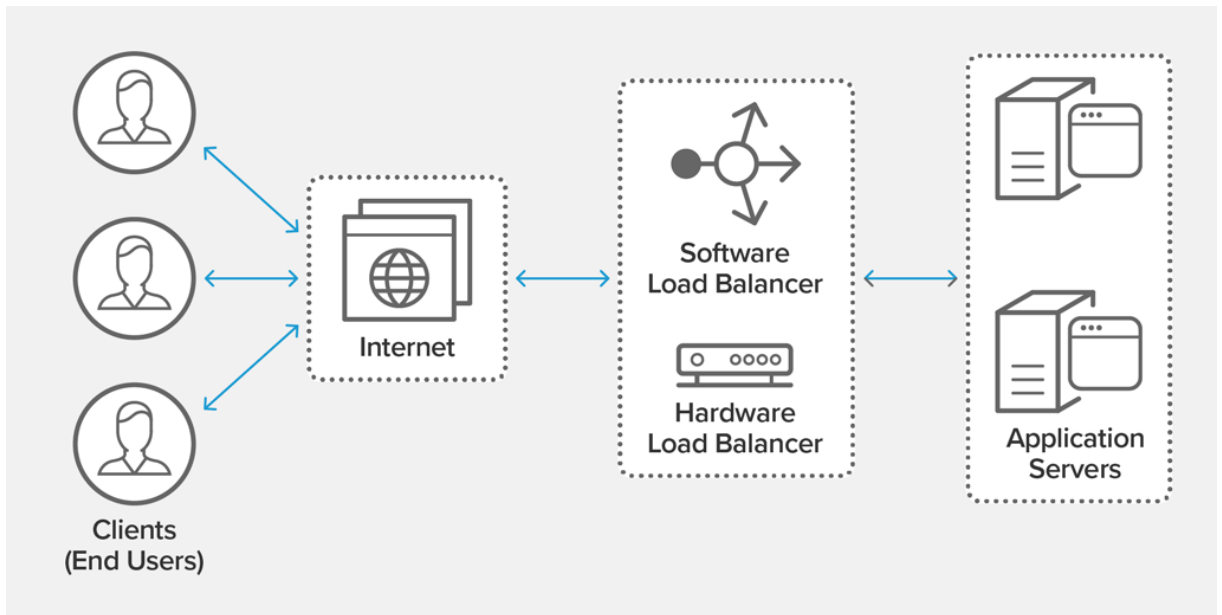 Clients
(End Users)
Internet
Software
Load Balancer
Hardware
Load Balancer
Application
Servers